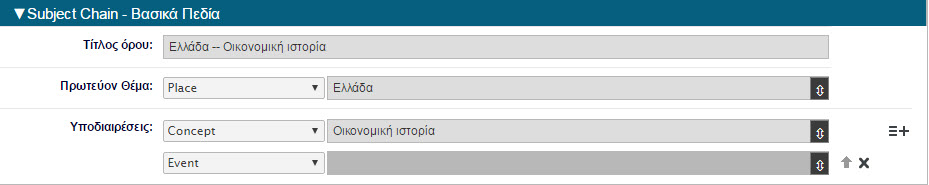 ▼Subject Chain - Βασικά Πεδία
Τίτλος όρου: Ελλάδα -- Οικονομική ιστορία
Πρωτεύον Θέμα: Place Ελλάδα
Υποδιαιρέσεις: Concept Οικονομική ιστορία
Event